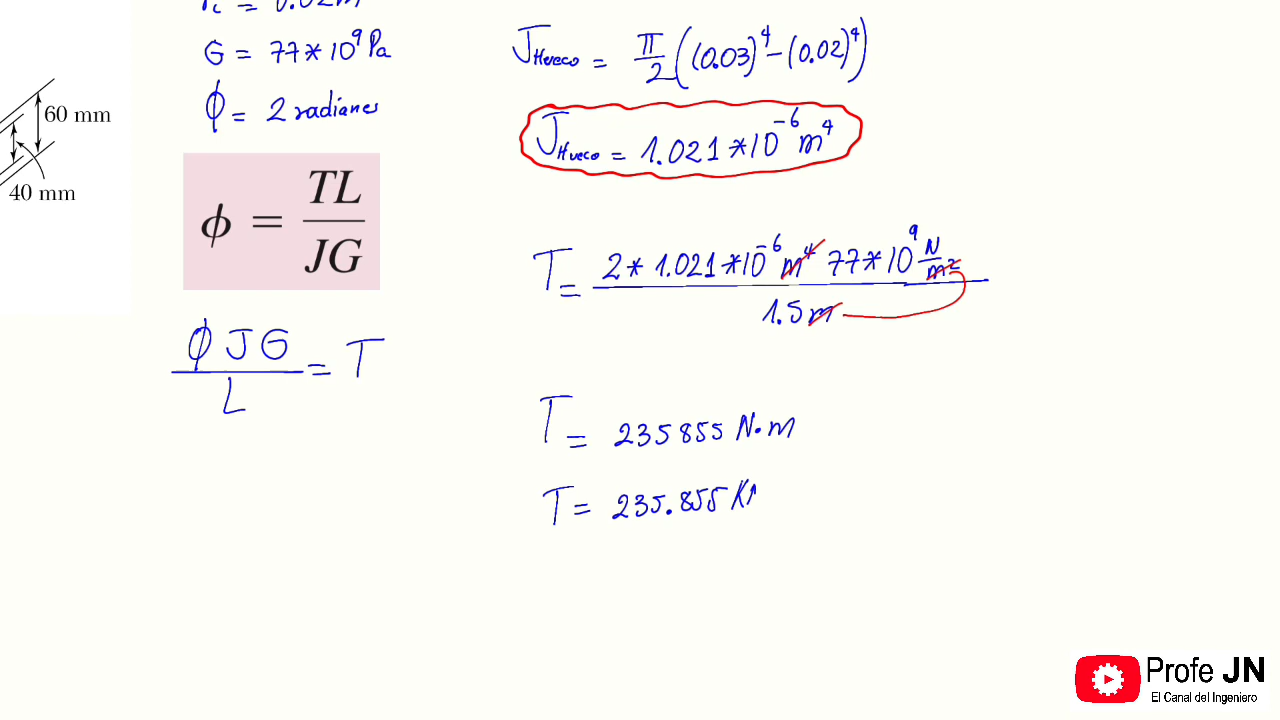 G = 77*10^9 Pa
ϕ = 2 radianes
60 mm
40 mm
ϕ = TL / JG
ϕ J G / L = T
J_Hueco = π/2 ((0.03)^4 - (0.02)^4)
J_Hueco = 1.021*10^-6 m^4
T = 2 * 1.021*10^-6 m^4 77*10^9 N/m^2 / 1.5 m
T = 235855 N·m
T = 235.855
Profe JN
El Canal del Ingeniero